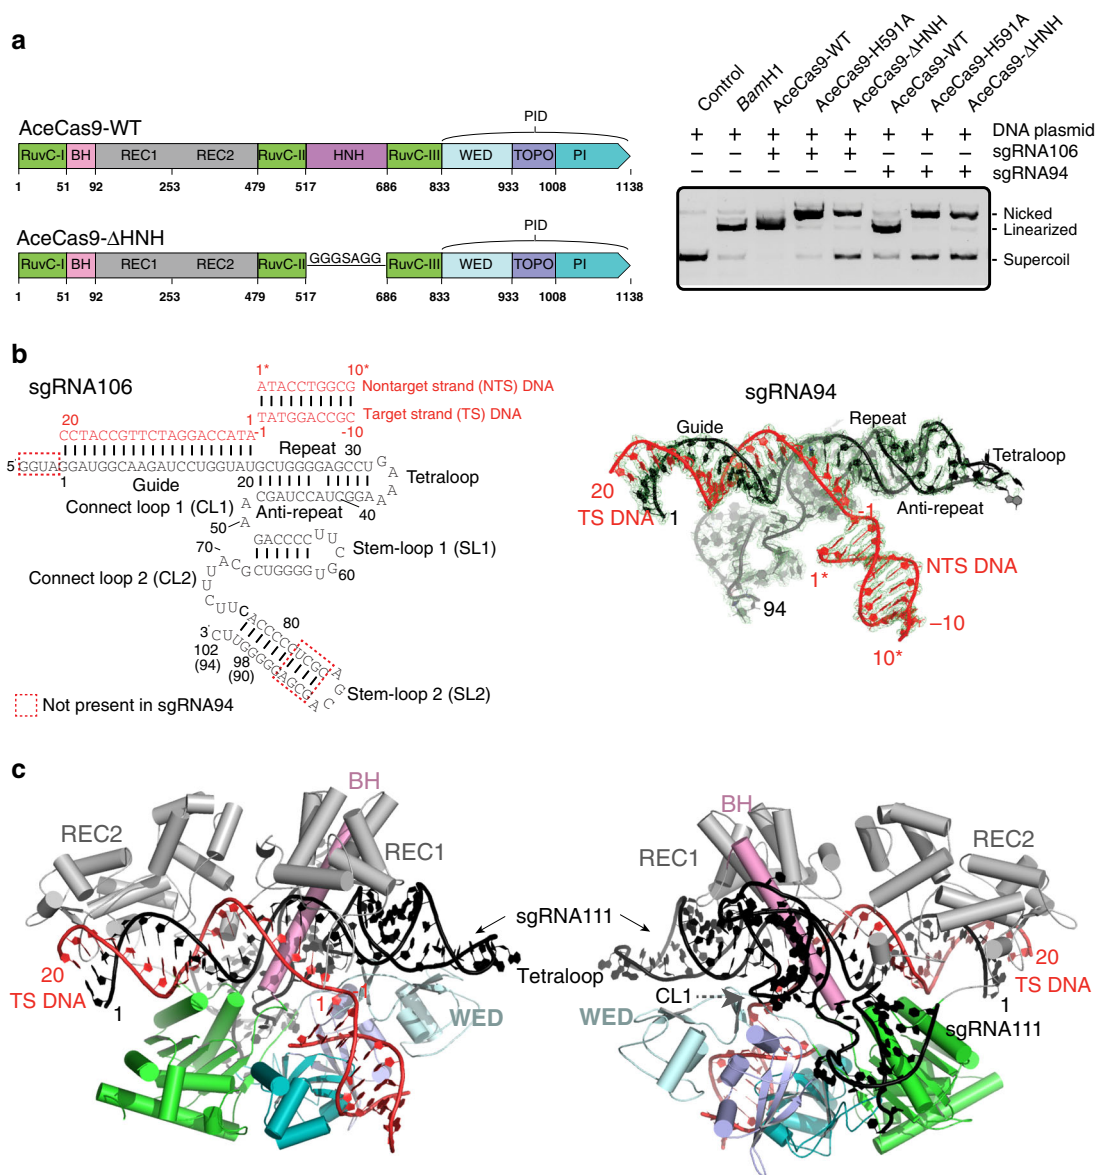 a
AceCas9-WT
PID
RuvC-I BH REC1 REC2 RuvC-II HNH RuvC-III WED TOPO PI
1 51 92 253 479 517 686 833 933 1008 1138
AceCas9-ΔHNH
PID
RuvC-I BH REC1 REC2 RuvC-II GGGSAGG RuvC-III WED TOPO PI
1 51 92 253 479 517 686 833 933 1008 1138
Control
BamH1
AceCas9-WT
AceCas9-H591A
AceCas9-ΔHNH
AceCas9-WT
AceCas9-H591A
AceCas9-ΔHNH
+ + + + + + + + DNA plasmid
– – + + + – – – sgRNA106
– – – – – + + + sgRNA94
Nicked
Linearized
Supercoil
b
sgRNA106
1* 10*
ATACCTGGCG Nontarget strand (NTS) DNA
TATGGACCGC Target strand (TS) DNA
-1 -10
20 1
CCTACCGTTCTAGGACCATA
Repeat 30
5′ GGUAGGAUGGCAAGAUCCUGGUAUGCUGGGGAGCCU
GAAA
Tetraloop
1 Guide 20
CGAUCCAUCGGAA
Connect loop 1 (CL1)
Anti-repeat 40
A
A
50
GACCCCUUC
Stem-loop 1 (SL1)
70
ACGUCGGGGUG
60
Connect loop 2 (CL2)
U
U
CUUCACCCCGUCGC
80
AGCA
3′ CUUGGGGGAGCG
102
(94)
98
(90)
Stem-loop 2 (SL2)
Not present in sgRNA94
sgRNA94
Guide
Repeat
Tetraloop
Anti-repeat
20
TS DNA
1
-1
1*
NTS DNA
94
–10
10*
c
REC2
BH
REC1
20
TS DNA
1
1
WED
sgRNA111
Tetraloop
BH
REC1
REC2
CL1
WED
20
TS DNA
1
sgRNA111